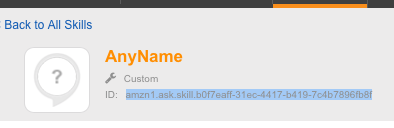 Back to All Skills
?
AnyName
Custom
ID: amzn1.ask.skill.b0f7eaff-31ec-4417-b419-7c4b7896fb8f